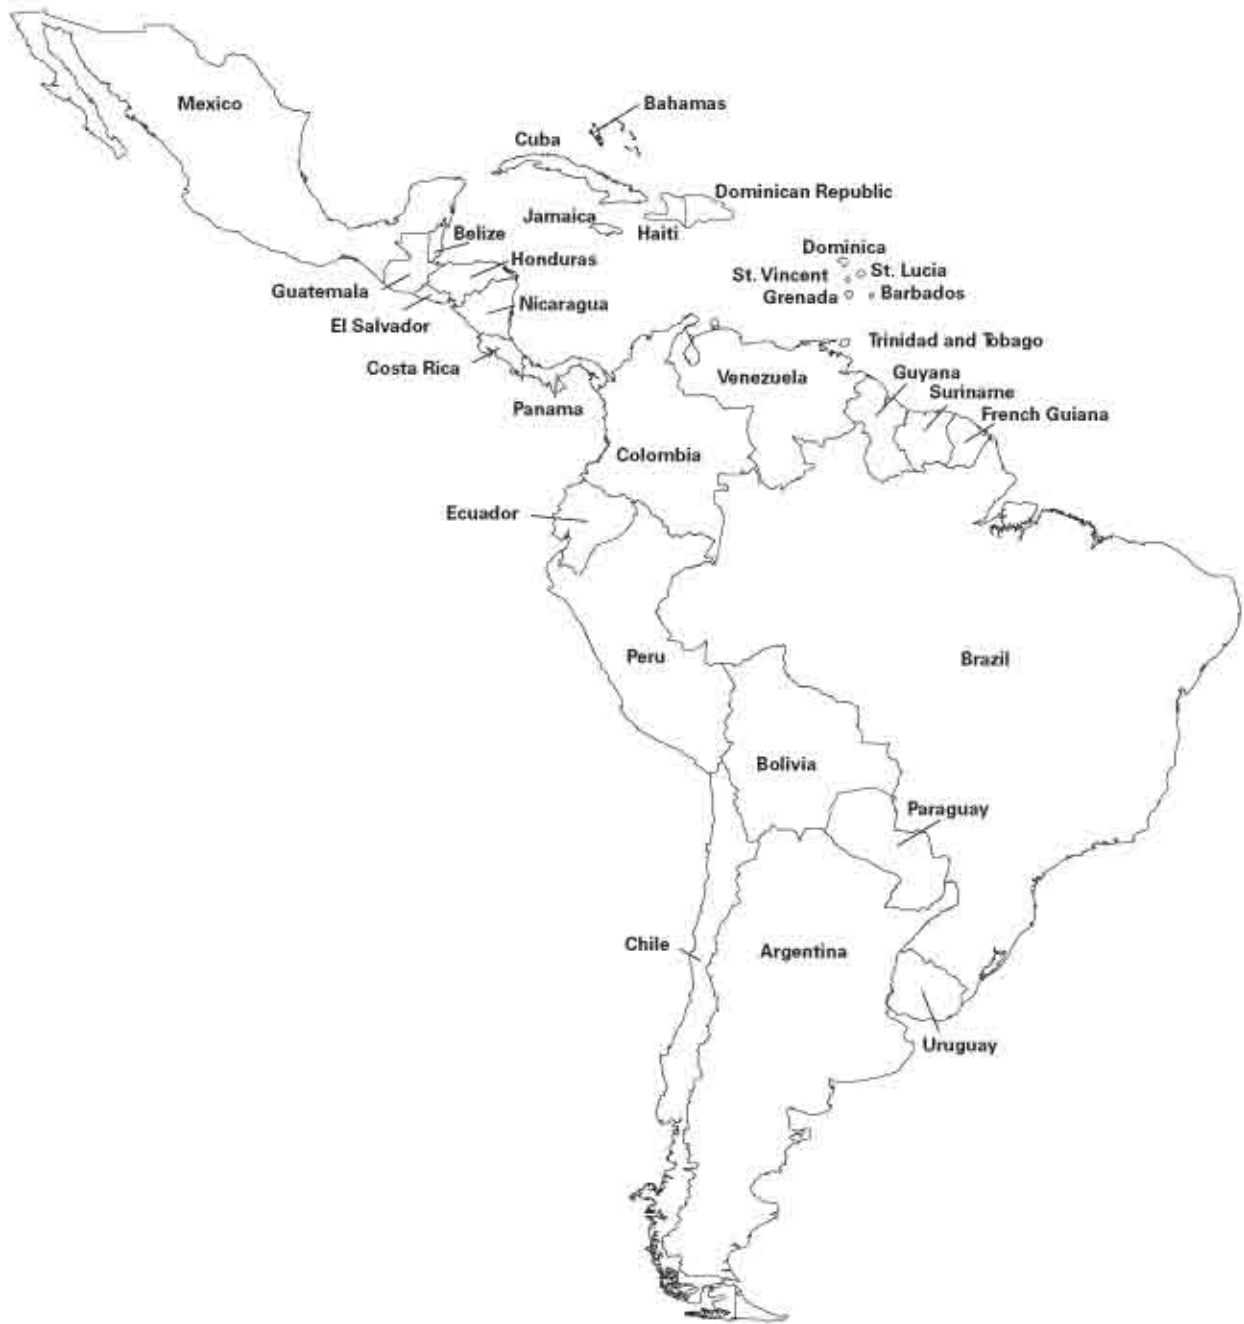 Mexico
Bahamas
Cuba
Dominican Republic
Jamaica
Haiti
Belize
Dominica
Honduras
St. Vincent
St. Lucia
Guatemala
Grenada
Barbados
Nicaragua
El Salvador
Trinidad and Tobago
Costa Rica
Guyana
Venezuela
Suriname
Panama
French Guiana
Colombia
Ecuador
Peru
Brazil
Bolivia
Paraguay
Chile
Argentina
Uruguay